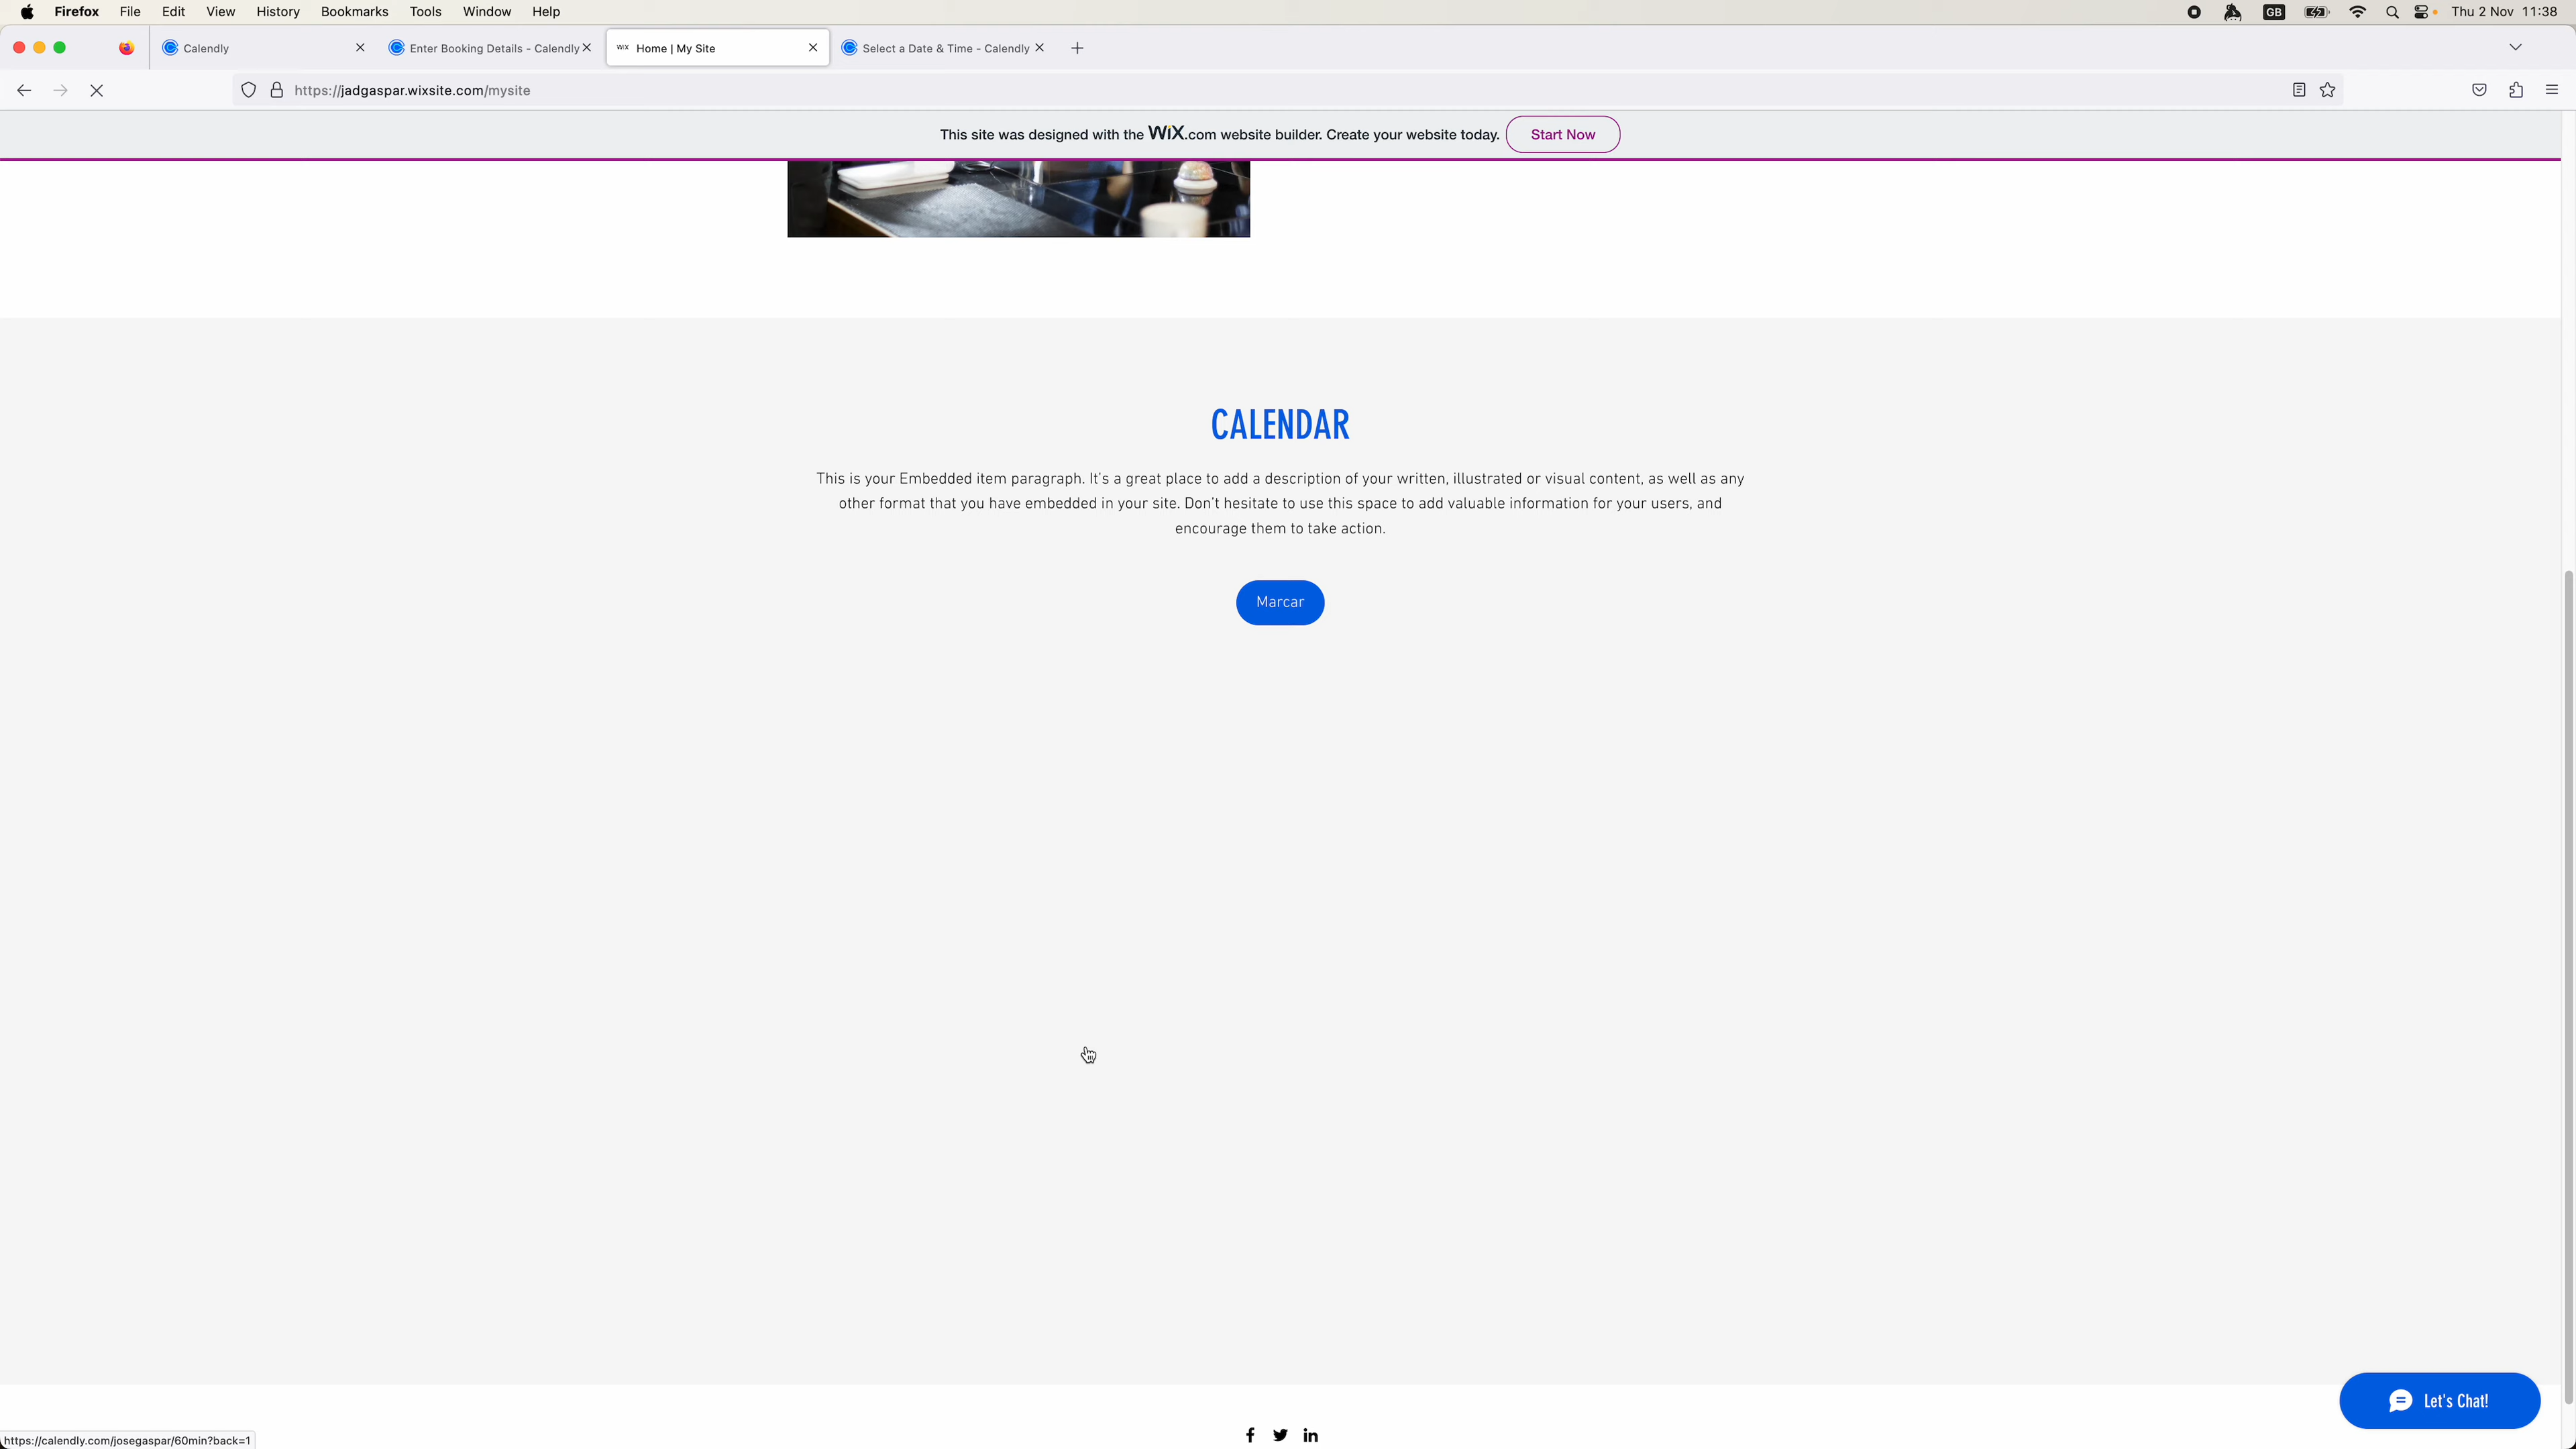 Firefox File Edit View History Bookmarks Tools Window Help GB Thu 2 Nov 11:38
Calendly Enter Booking Details - Calendly WiX Home | My Site Select a Date & Time - Calendly
https://jadgaspar.wixsite.com/mysite
This site was designed with the WiX.com website builder. Create your website today. Start Now
CALENDAR
This is your Embedded item paragraph. It's a great place to add a description of your written, illustrated or visual content, as well as any
other format that you have embedded in your site. Don't hesitate to use this space to add valuable information for your users, and
encourage them to take action.
Marcar
Let's Chat!
https://calendly.com/josegaspar/60min?back=1